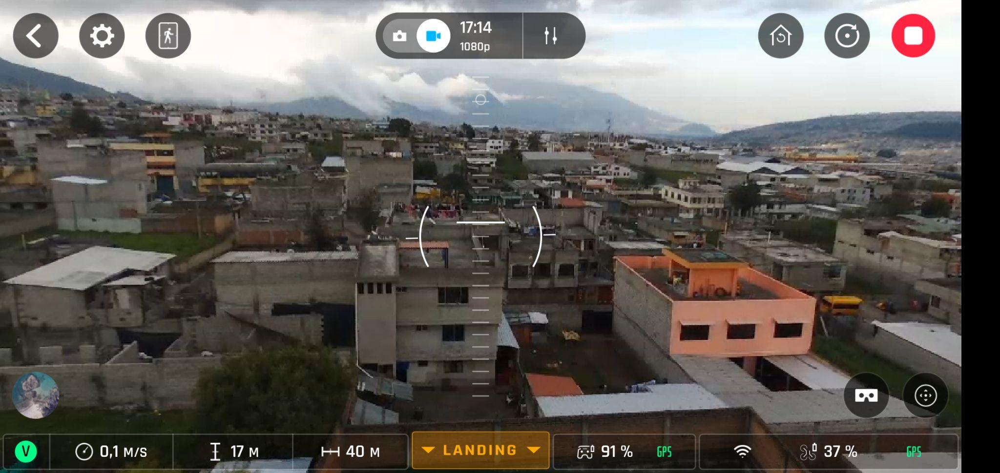 17:14
1080p
V
0,1 M/S
17 M
40 M
LANDING
91 %
GPS
37 %
GPS